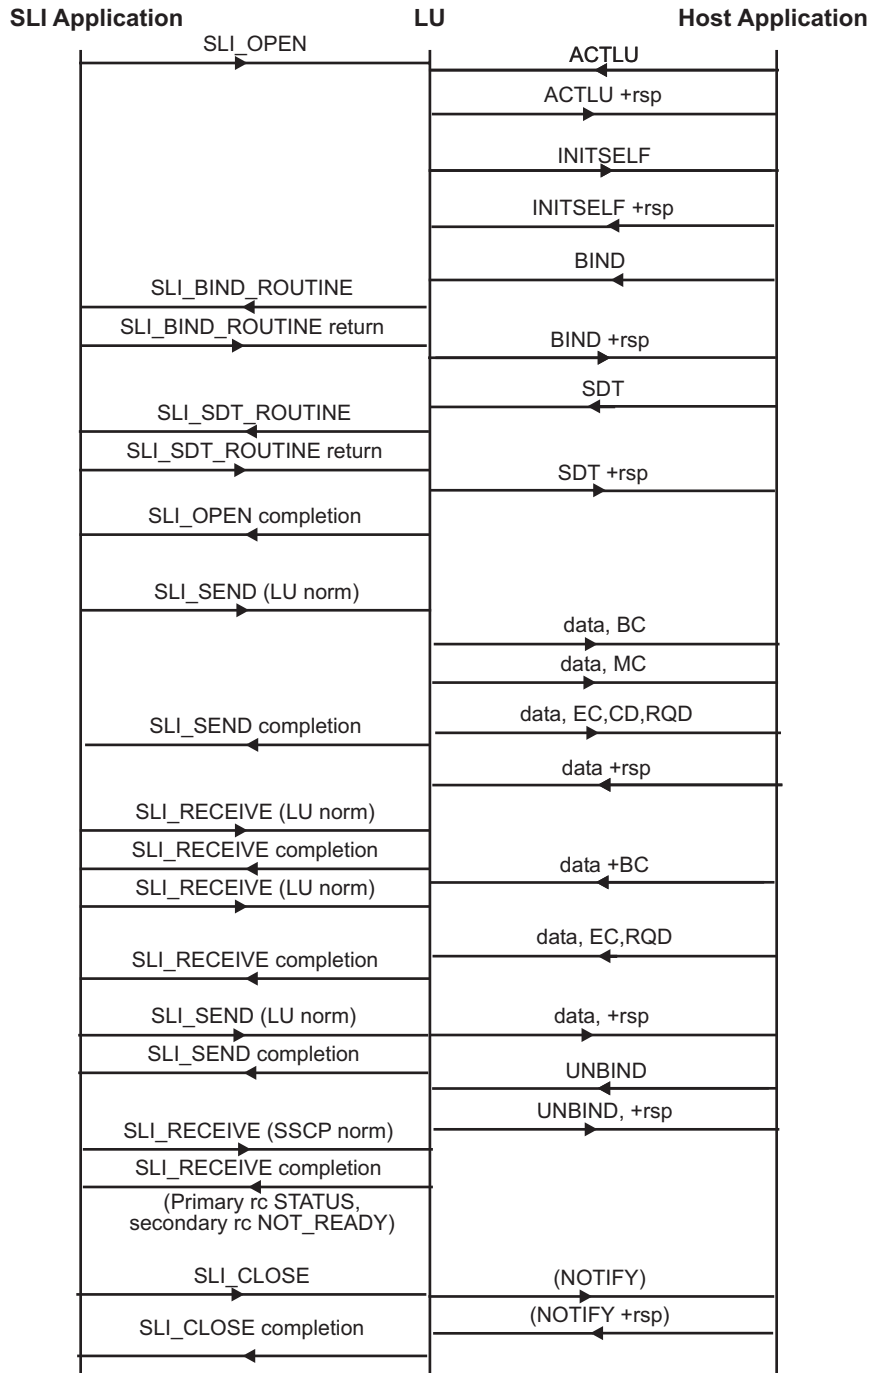 SLI Application
LU
Host Application
SLI_OPEN
ACTLU
ACTLU +rsp
INITSELF
INITSELF +rsp
BIND
SLI_BIND_ROUTINE
SLI_BIND_ROUTINE return
BIND +rsp
SDT
SLI_SDT_ROUTINE
SLI_SDT_ROUTINE return
SDT +rsp
SLI_OPEN completion
SLI_SEND (LU norm)
data, BC
data, MC
data, EC,CD,RQD
SLI_SEND completion
data +rsp
SLI_RECEIVE (LU norm)
SLI_RECEIVE completion
data +BC
SLI_RECEIVE (LU norm)
data, EC,RQD
SLI_RECEIVE completion
SLI_SEND (LU norm)
data, +rsp
SLI_SEND completion
UNBIND
UNBIND, +rsp
SLI_RECEIVE (SSCP norm)
SLI_RECEIVE completion
(Primary rc STATUS,
secondary rc NOT_READY)
SLI_CLOSE
(NOTIFY)
(NOTIFY +rsp)
SLI_CLOSE completion